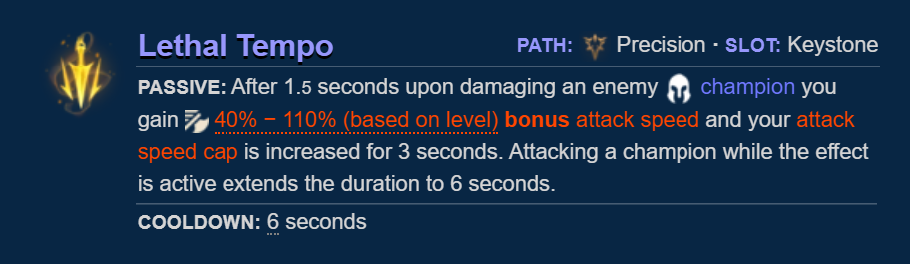 Lethal Tempo PATH: Precision · SLOT: Keystone
PASSIVE: After 1.5 seconds upon damaging an enemy champion you
gain 40% − 110% (based on level) bonus attack speed and your attack
speed cap is increased for 3 seconds. Attacking a champion while the effect
is active extends the duration to 6 seconds.
COOLDOWN: 6 seconds